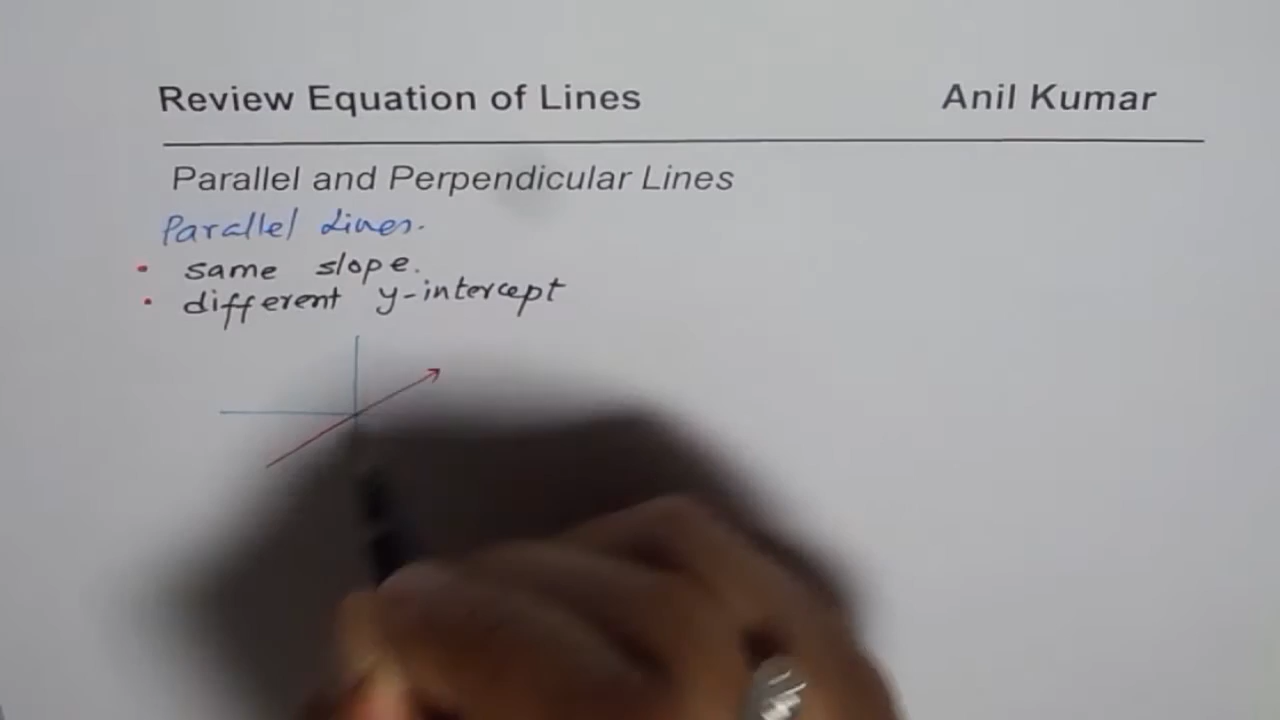 Review Equation of Lines Anil Kumar
Parallel and Perpendicular Lines
Parallel Lines.
• same slope.
• different y-intercept